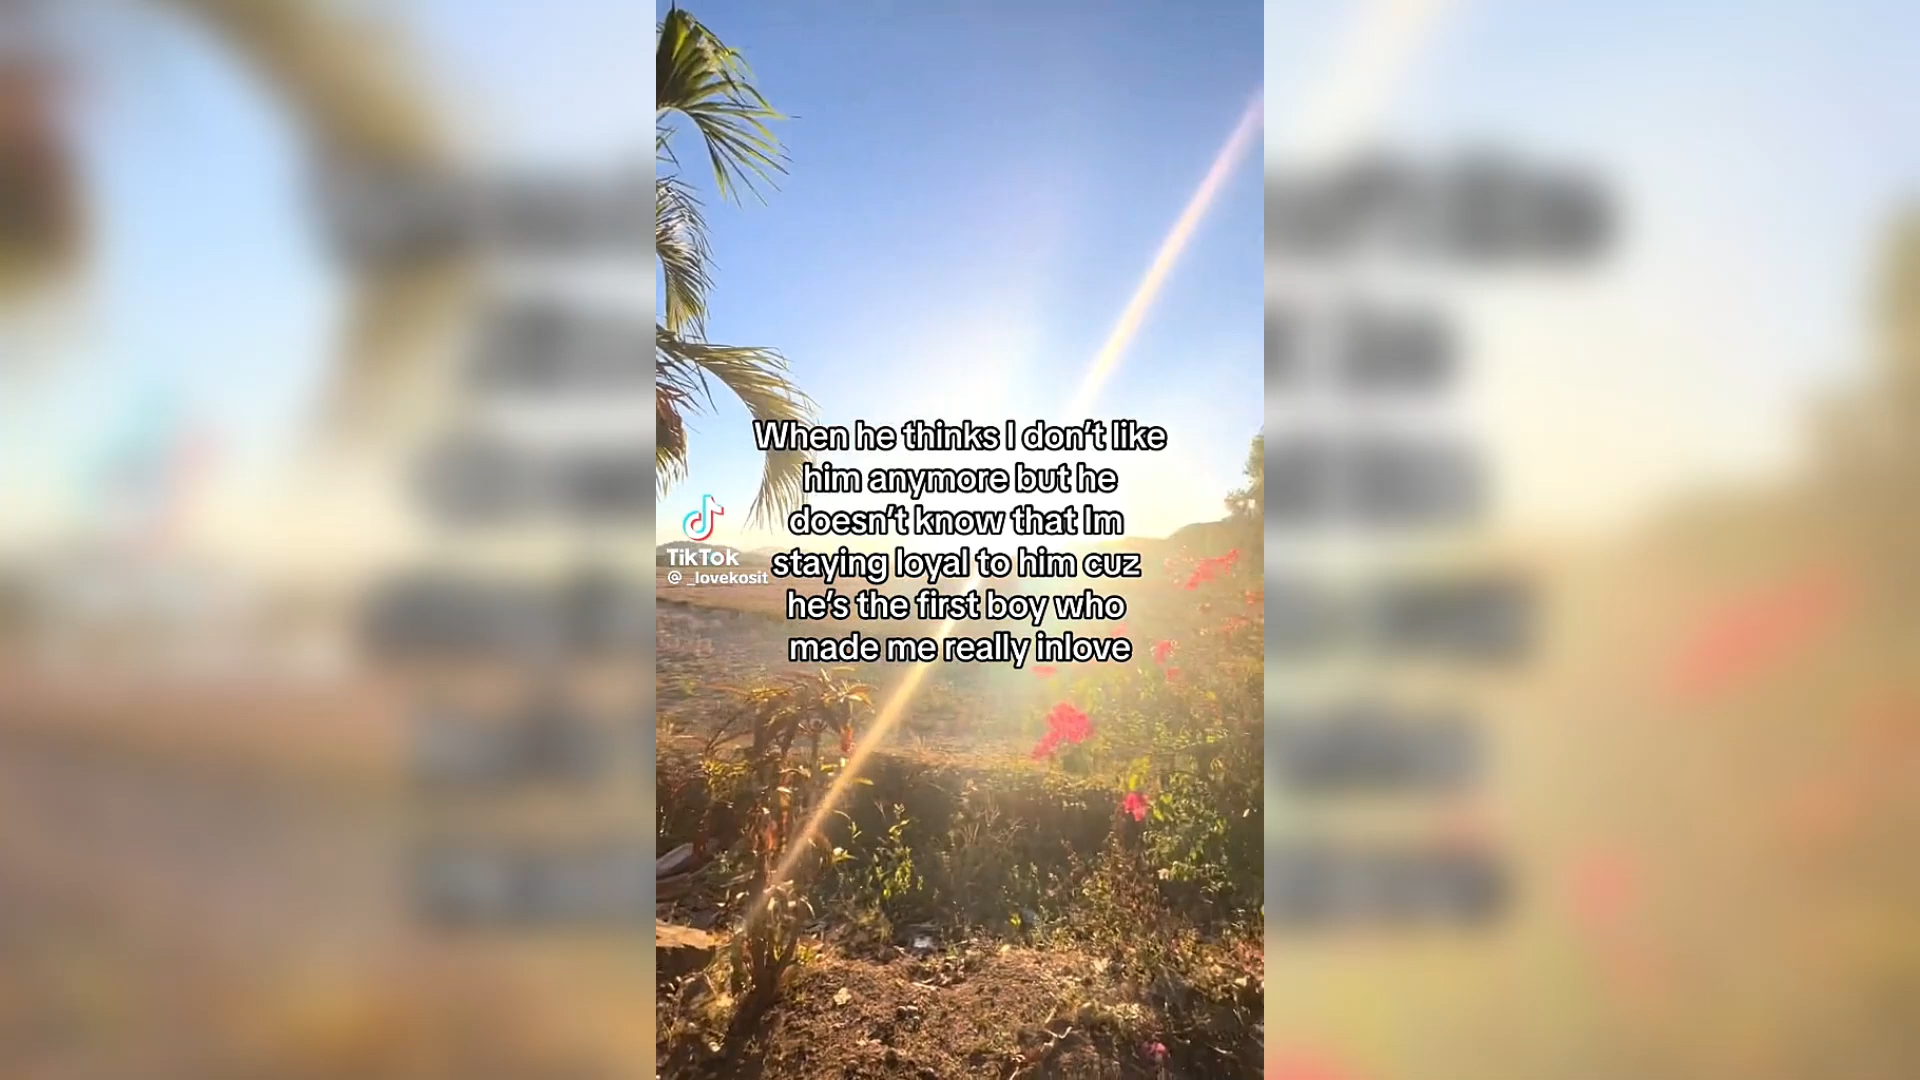 When he thinks I don't like
him anymore but he
doesn't know that Im
staying loyal to him cuz
he's the first boy who
made me really inlove
TikTok
@ _lovekosit